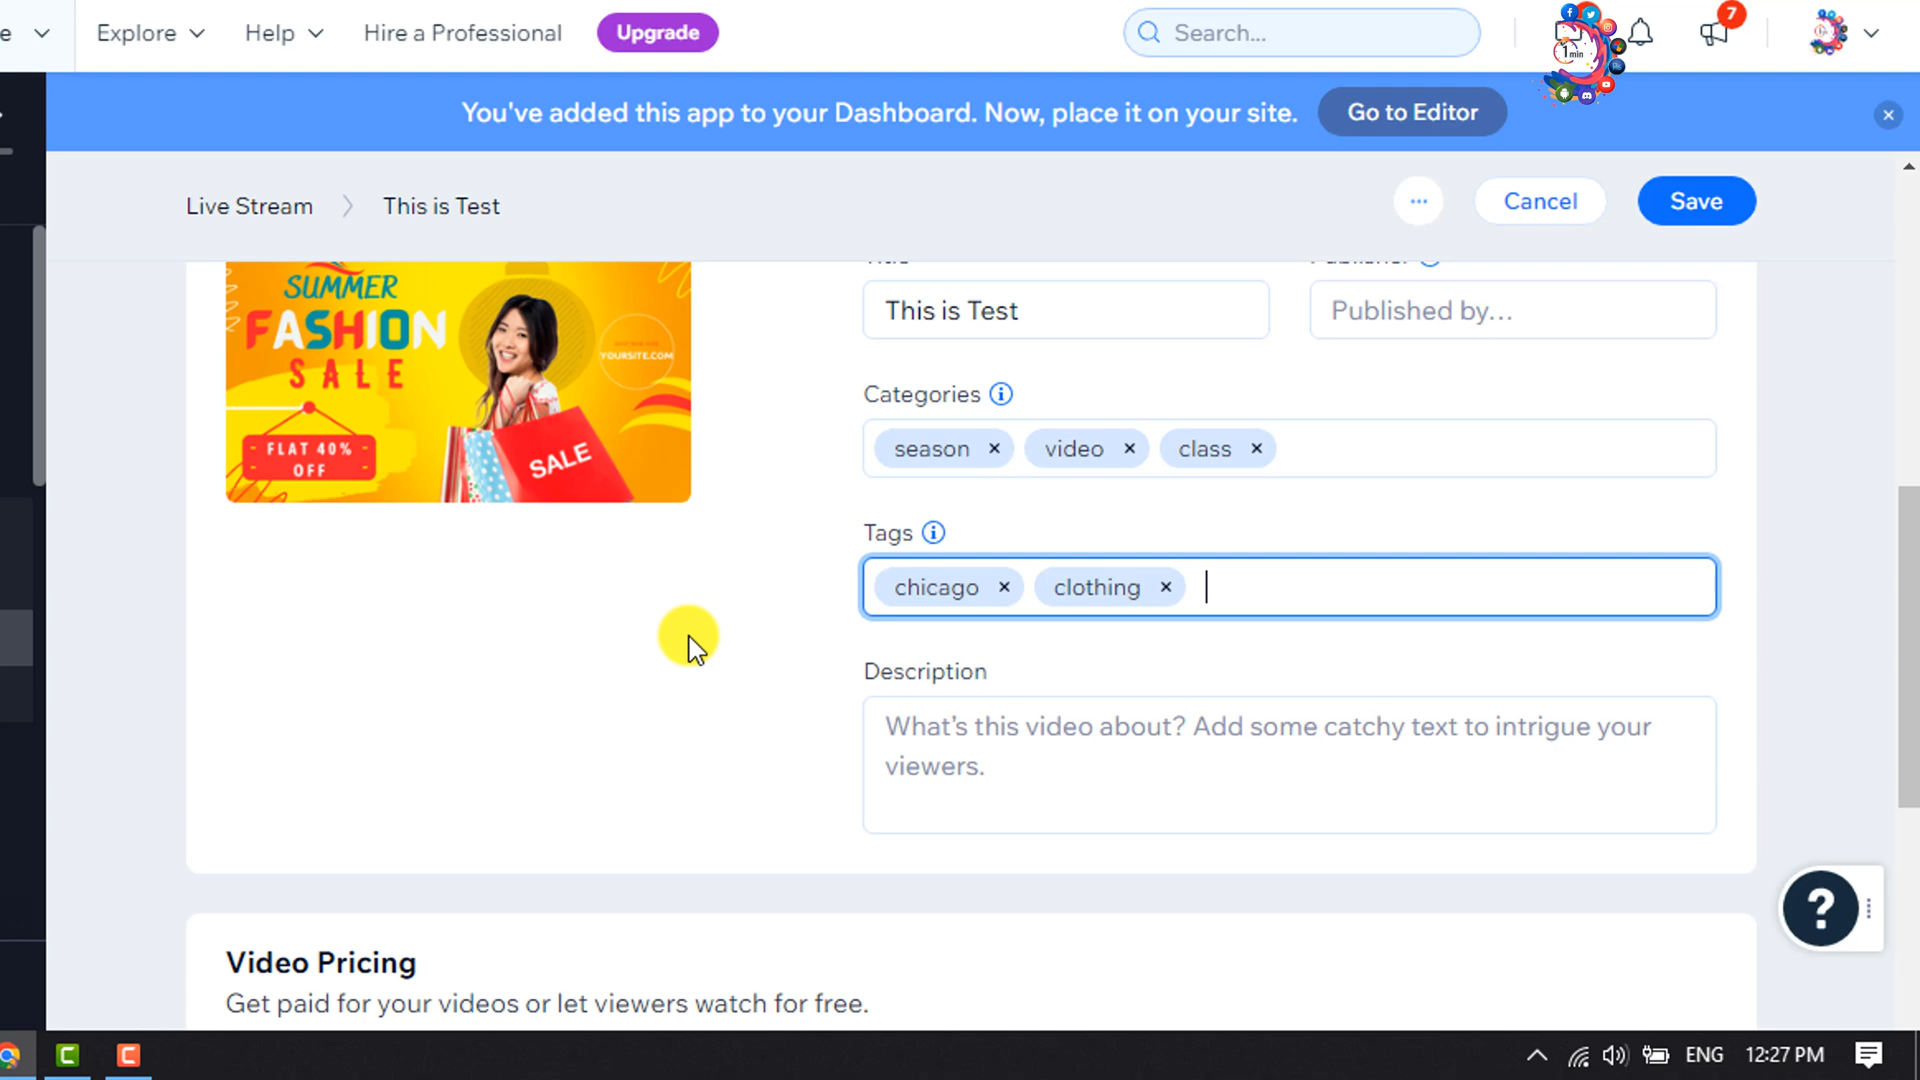 e Explore Help Hire a Professional Upgrade Search... 1 min 7
You've added this app to your Dashboard. Now, place it on your site. Go to Editor
Live Stream This is Test ... Cancel Save
SUMMER
FASHION
SALE
YOURSITE.COM
FLAT 40%
OFF
SALE
This is Test Published by...
Categories
season × video × class ×
Tags
chicago × clothing ×
Description
What's this video about? Add some catchy text to intrigue your
viewers.
?
Video Pricing
Get paid for your videos or let viewers watch for free.
ENG 12:27 PM